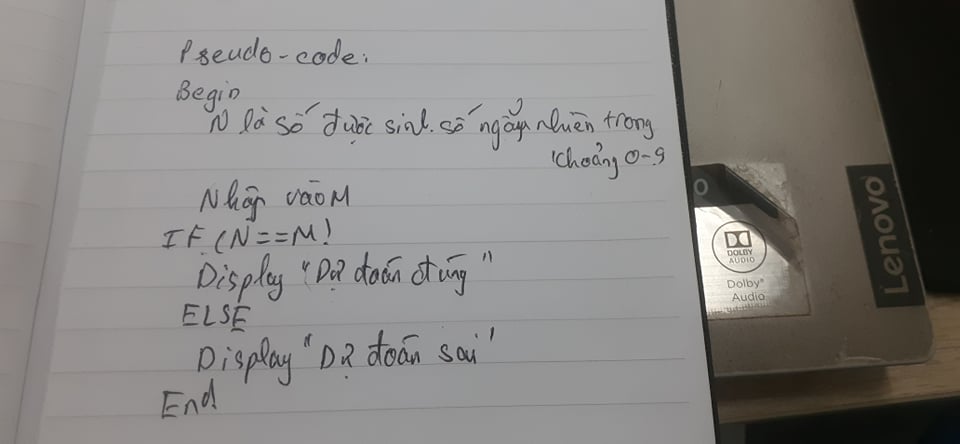 Pseudo-code:
Begin
N là số được sinh số ngẫu nhiên trong
khoảng 0-9
Nhập vào M
IF (N==M)
Display "Dự đoán đúng"
ELSE
Display "Dự đoán sai"
End
DOLBY
AUDIO
Dolby®
Audio
Lenovo